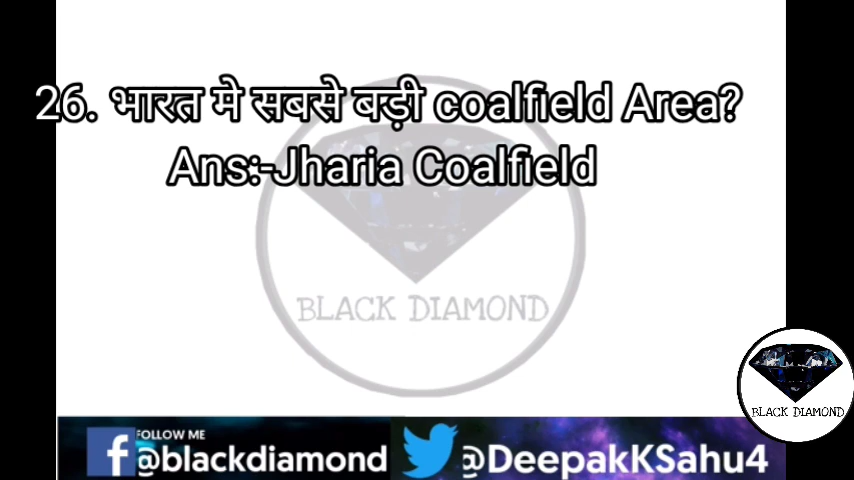 26. भारत मे सबसे बड़ी coalfield Area?
Ans:-Jharia Coalfield
BLACK DIAMOND
BLACK DIAMOND
FOLLOW ME
@blackdiamond
@DeepakKSahu4